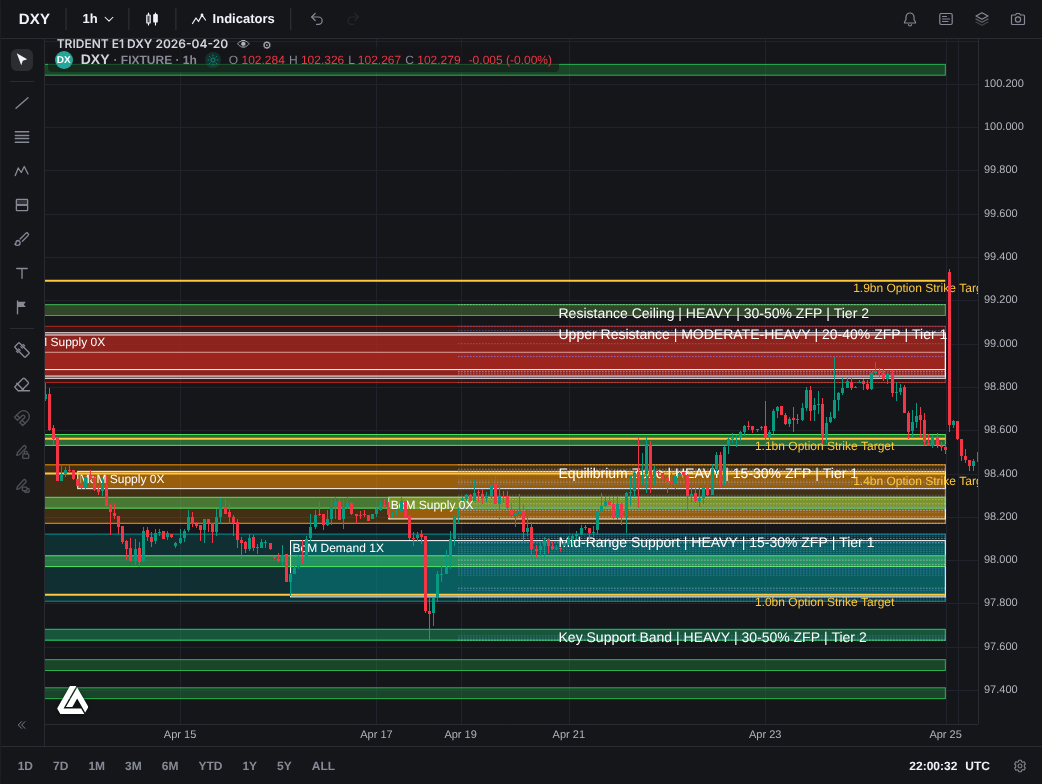 DXY 1h Indicators
TRIDENT E1 DXY 2026-04-20
DX DXY · FIXTURE · 1h O 102.284 H 102.326 L 102.267 C 102.279 -0.005 (-0.00%)
100.200
100.000
99.800
99.600
99.400
1.9bn Option Strike Targ
99.200
Resistance Ceiling | HEAVY | 30-50% ZFP | Tier 2
Upper Resistance | MODERATE-HEAVY | 20-40% ZFP | Tier 1
Supply 0X
99.000
98.800
98.600
1.1bn Option Strike Target
Equilibrium | HEAVY | 15-30% ZFP | Tier 1
98.400
M Supply 0X
1.4bn Option Strike Targ
M Supply 0X
98.200
Mid-Range Support | HEAVY | 15-30% ZFP | Tier 1
M Demand 1X
98.000
97.800
1.0bn Option Strike Target
Key Support Band | HEAVY | 30-50% ZFP | Tier 2
97.600
97.400
Apr 15 Apr 17 Apr 19 Apr 21 Apr 23 Apr 25
1D 7D 1M 3M 6M YTD 1Y 5Y ALL 22:00:32 UTC